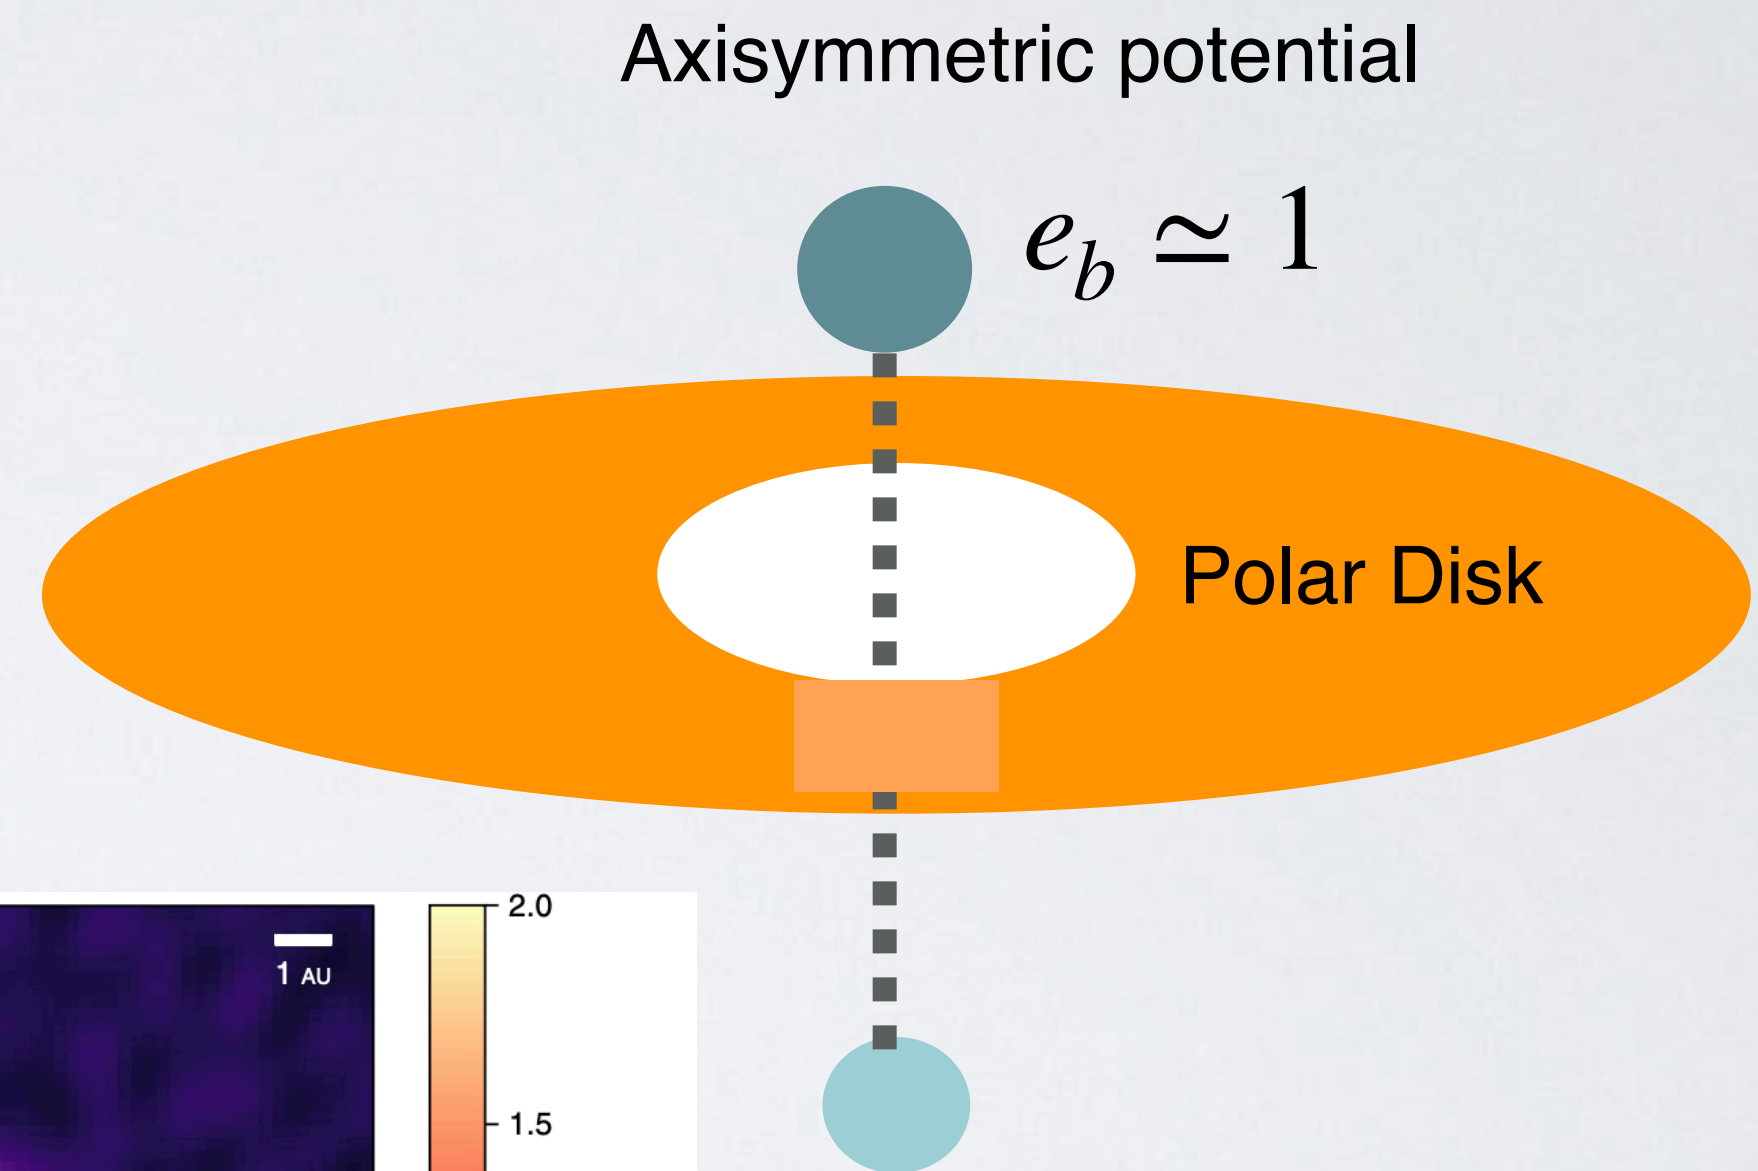 Axisymmetric potential
e_b ≃ 1
Polar Disk
2.0
1 AU
1.5